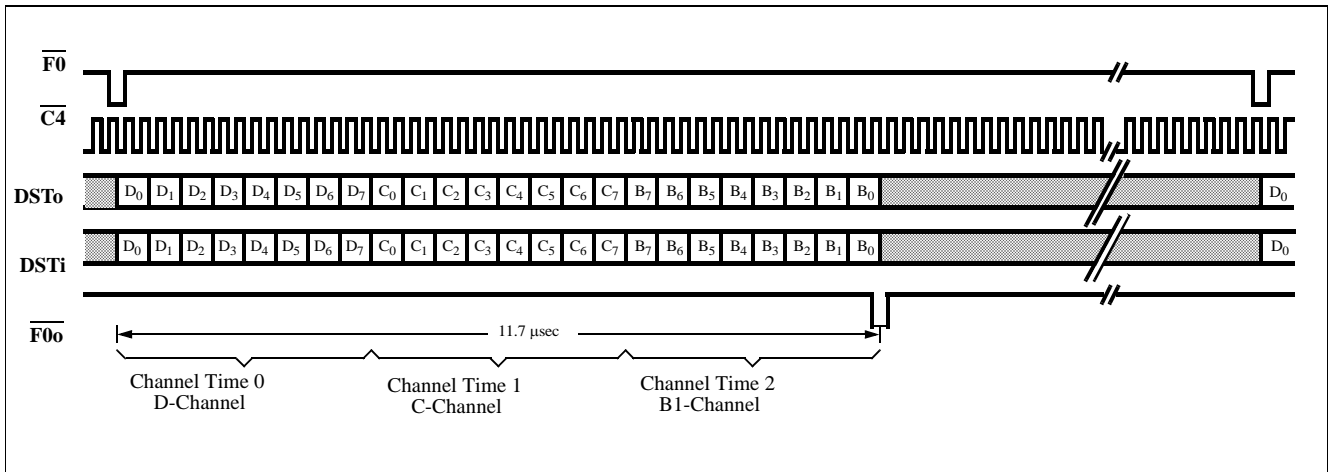 F0
C4
DSTo D0 D1 D2 D3 D4 D5 D6 D7 C0 C1 C2 C3 C4 C5 C6 C7 B7 B6 B5 B4 B3 B2 B1 B0 D0
DSTi D0 D1 D2 D3 D4 D5 D6 D7 C0 C1 C2 C3 C4 C5 C6 C7 B7 B6 B5 B4 B3 B2 B1 B0 D0
F0o
11.7 µsec
Channel Time 0
D-Channel
Channel Time 1
C-Channel
Channel Time 2
B1-Channel